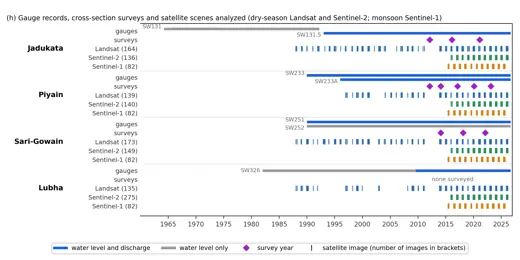 (h) Gauge records, cross-section surveys and satellite scenes analyzed (dry-season Landsat and Sentinel-2; monsoon Sentinel-1)
SW131
gauges
SW131.5
surveys
Jadukata
Landsat (164)
Sentinel-2 (136)
Sentinel-1 (82)
SW233
gauges
SW233A
surveys
Piyain
Landsat (139)
Sentinel-2 (140)
Sentinel-1 (82)
SW251
gauges
SW252
surveys
Sari-Gowain
Landsat (173)
Sentinel-2 (149)
Sentinel-1 (82)
SW326
gauges
surveys
none surveyed
Lubha
Landsat (135)
Sentinel-2 (275)
Sentinel-1 (82)
1965 1970 1975 1980 1985 1990 1995 2000 2005 2010 2015 2020 2025
water level and discharge water level only survey year satellite image (number of images in brackets)